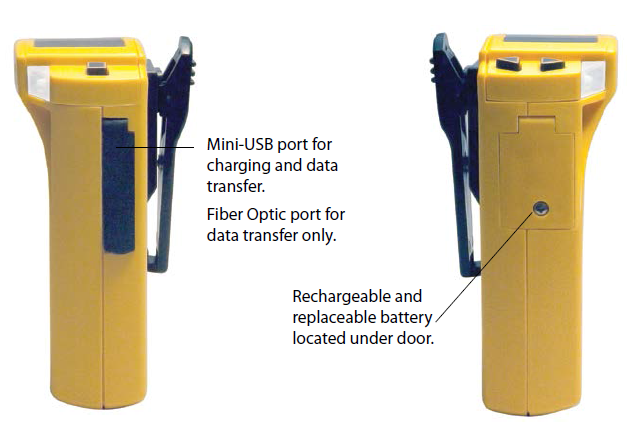 Mini-USB port for
charging and data
transfer.
Fiber Optic port for
data transfer only.
Rechargeable and
replaceable battery
located under door.